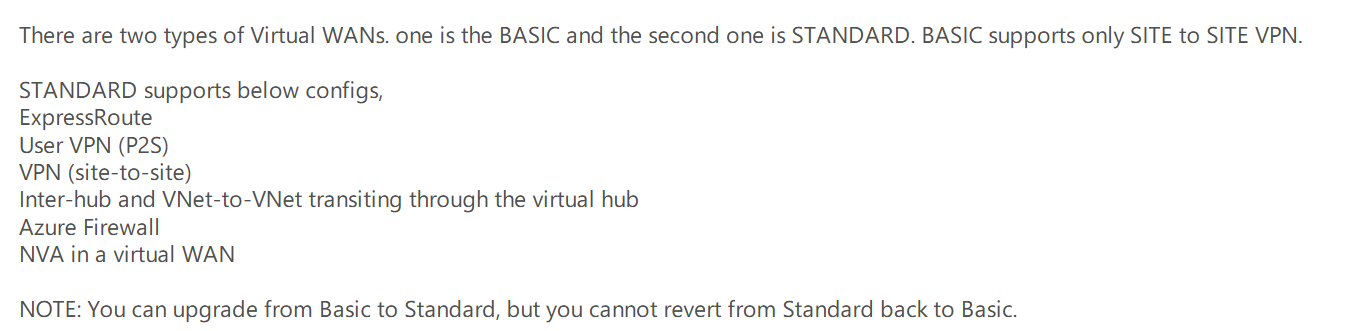 There are two types of Virtual WANs. one is the BASIC and the second one is STANDARD. BASIC supports only SITE to SITE VPN.
STANDARD supports below configs,
ExpressRoute
User VPN (P2S)
VPN (site-to-site)
Inter-hub and VNet-to-VNet transiting through the virtual hub
Azure Firewall
NVA in a virtual WAN
NOTE: You can upgrade from Basic to Standard, but you cannot revert from Standard back to Basic.